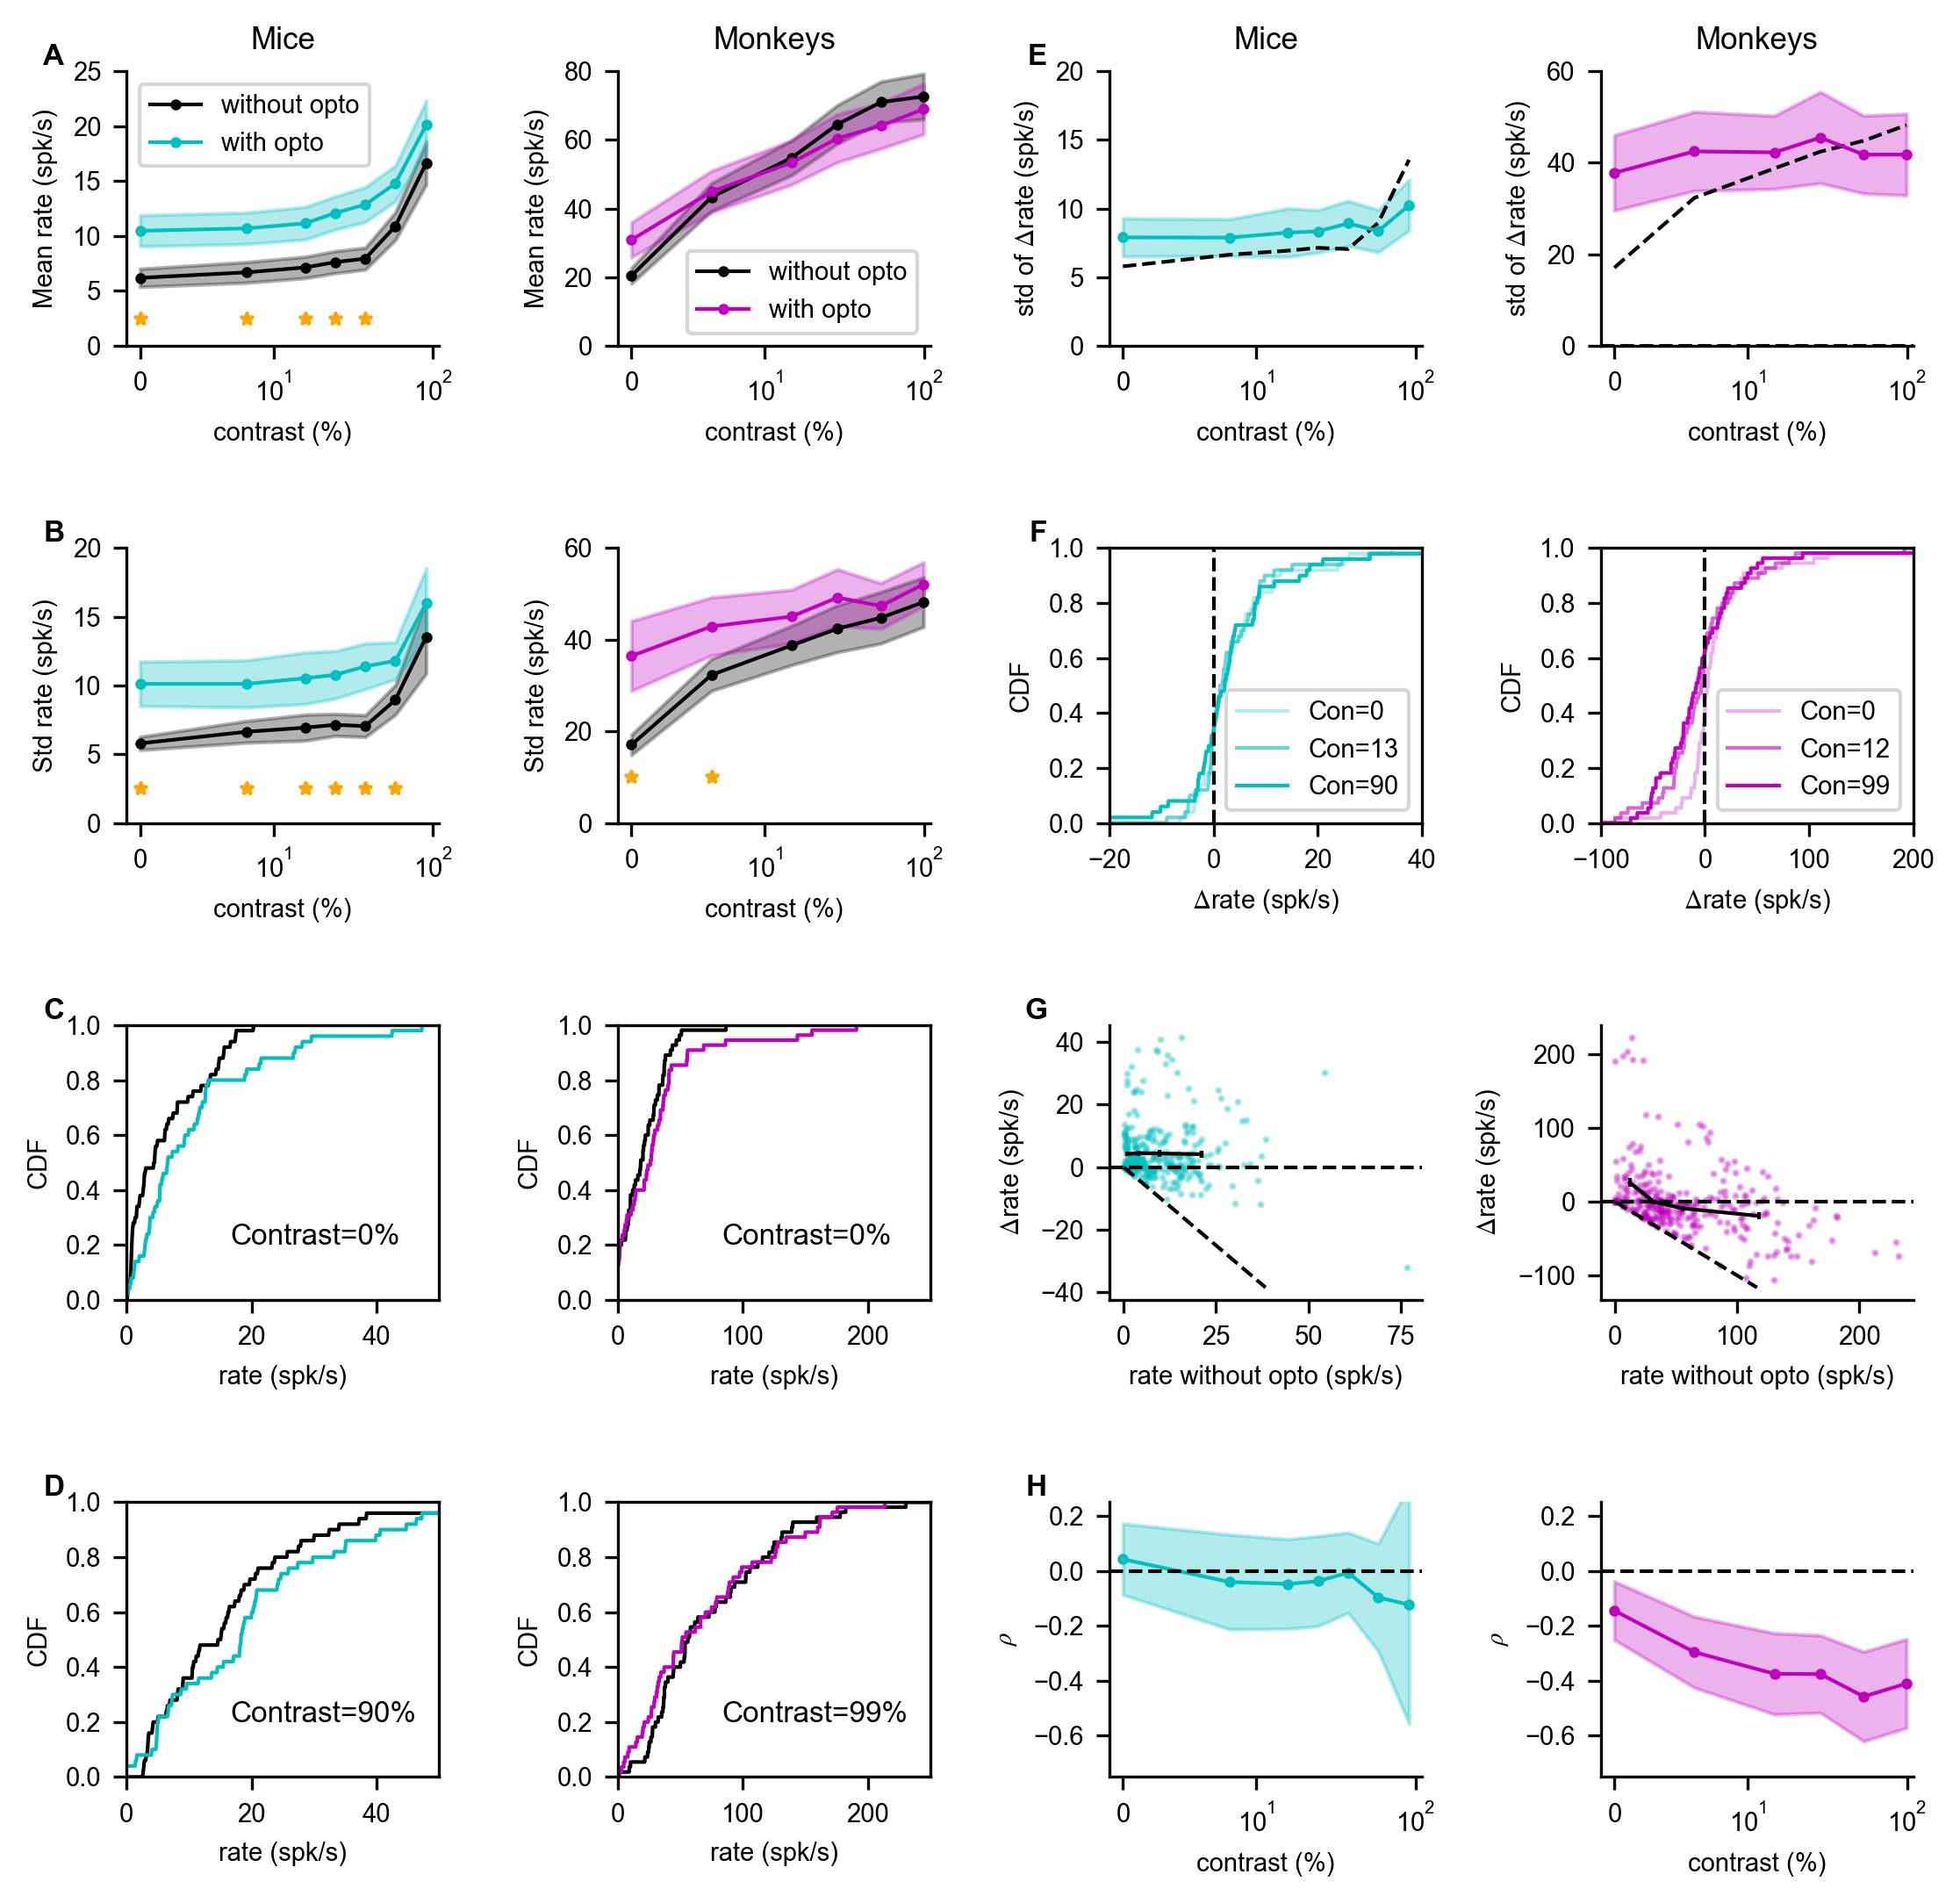 Mice
Monkeys
Mice
Monkeys
A
25
20
15
10
5
0
Mean rate (spk/s)
without opto
with opto
0
10^1
10^2
contrast (%)
80
60
40
20
0
Mean rate (spk/s)
without opto
with opto
0
10^1
10^2
contrast (%)
E
20
15
10
5
0
std of Δrate (spk/s)
0
10^1
10^2
contrast (%)
60
40
20
0
std of Δrate (spk/s)
0
10^1
10^2
contrast (%)
B
20
15
10
5
0
Std rate (spk/s)
0
10^1
10^2
contrast (%)
60
40
20
0
Std rate (spk/s)
0
10^1
10^2
contrast (%)
F
1.0
0.8
0.6
0.4
0.2
0.0
CDF
Con=0
Con=13
Con=90
−20
0
20
40
Δrate (spk/s)
1.0
0.8
0.6
0.4
0.2
0.0
CDF
Con=0
Con=12
Con=99
−100
0
100
200
Δrate (spk/s)
C
1.0
0.8
0.6
0.4
0.2
0.0
CDF
Contrast=0%
0
20
40
rate (spk/s)
1.0
0.8
0.6
0.4
0.2
0.0
CDF
Contrast=0%
0
100
200
rate (spk/s)
G
40
20
0
−20
−40
Δrate (spk/s)
0
25
50
75
rate without opto (spk/s)
200
100
0
−100
Δrate (spk/s)
0
100
200
rate without opto (spk/s)
D
1.0
0.8
0.6
0.4
0.2
0.0
CDF
Contrast=90%
0
20
40
rate (spk/s)
1.0
0.8
0.6
0.4
0.2
0.0
CDF
Contrast=99%
0
100
200
rate (spk/s)
H
0.2
0.0
−0.2
−0.4
−0.6
ρ
0
10^1
10^2
contrast (%)
0.2
0.0
−0.2
−0.4
−0.6
ρ
0
10^1
10^2
contrast (%)